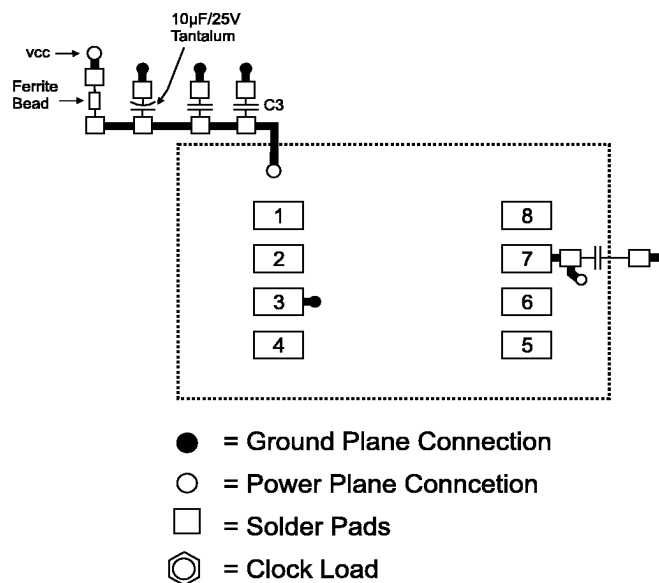 10µF/25V
Tantalum
vcc
Ferrite
Bead
C3
1
8
2
7
3
6
4
5
= Ground Plane Connection
= Power Plane Conncetion
= Solder Pads
= Clock Load